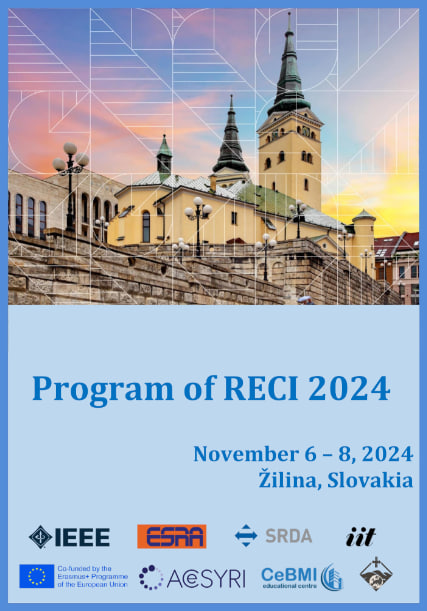 Program of RECI 2024
November 6 – 8, 2024
Žilina, Slovakia
IEEE
ESRA
SRDA
iit
Co-funded by the
Erasmus+ Programme
of the European Union
ACeSYRI
CeBMI
educational centre